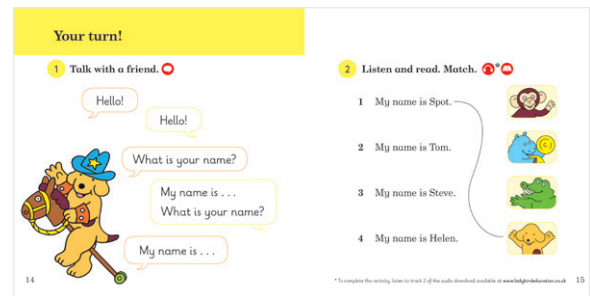 Your turn!
1 Talk with a friend.
Hello!
Hello!
What is your name?
My name is . . .
What is your name?
My name is . . .
14
2 Listen and read. Match. *
1 My name is Spot.
2 My name is Tom.
3 My name is Steve.
4 My name is Helen.
* To complete this activity, listen to track 2 of the audio download available at www.ladybirdeducation.co.uk
15